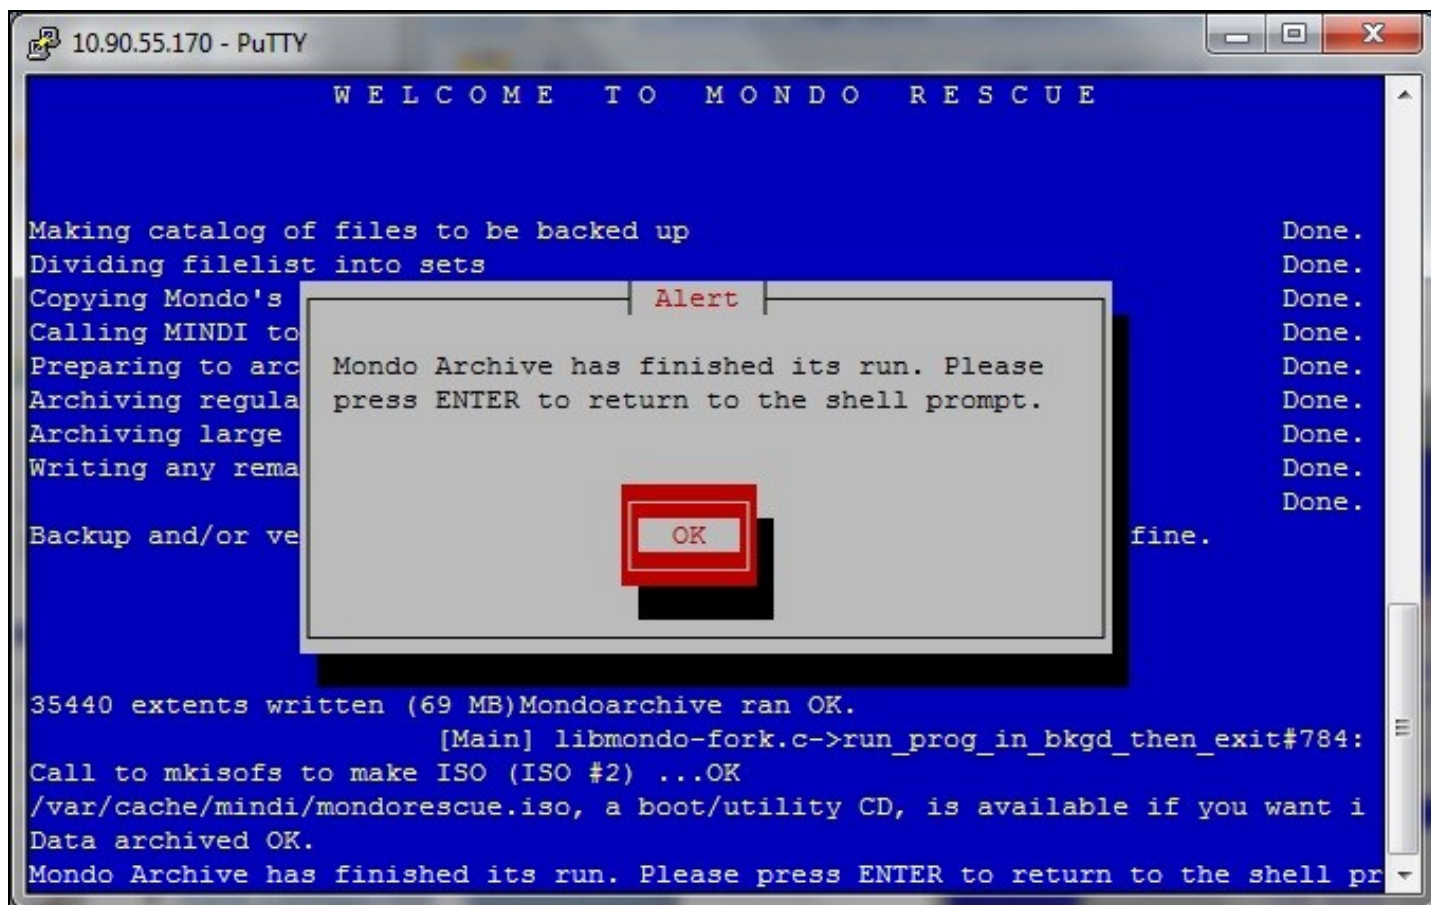 10.90.55.170 - PuTTY
W E L C O M E   T O   M O N D O   R E S C U E
Making catalog of files to be backed up Done.
Dividing filelist into sets Done.
Copying Mondo's Done.
Calling MINDI to Done.
Preparing to arc Done.
Archiving regula Done.
Archiving large Done.
Writing any rema Done.
Done.
Backup and/or ve fine.
Alert
Mondo Archive has finished its run. Please
press ENTER to return to the shell prompt.
OK
35440 extents written (69 MB)Mondoarchive ran OK.
[Main] libmondo-fork.c->run_prog_in_bkgd_then_exit#784:
Call to mkisofs to make ISO (ISO #2) ...OK
/var/cache/mindi/mondorescue.iso, a boot/utility CD, is available if you want i
Data archived OK.
Mondo Archive has finished its run. Please press ENTER to return to the shell pr